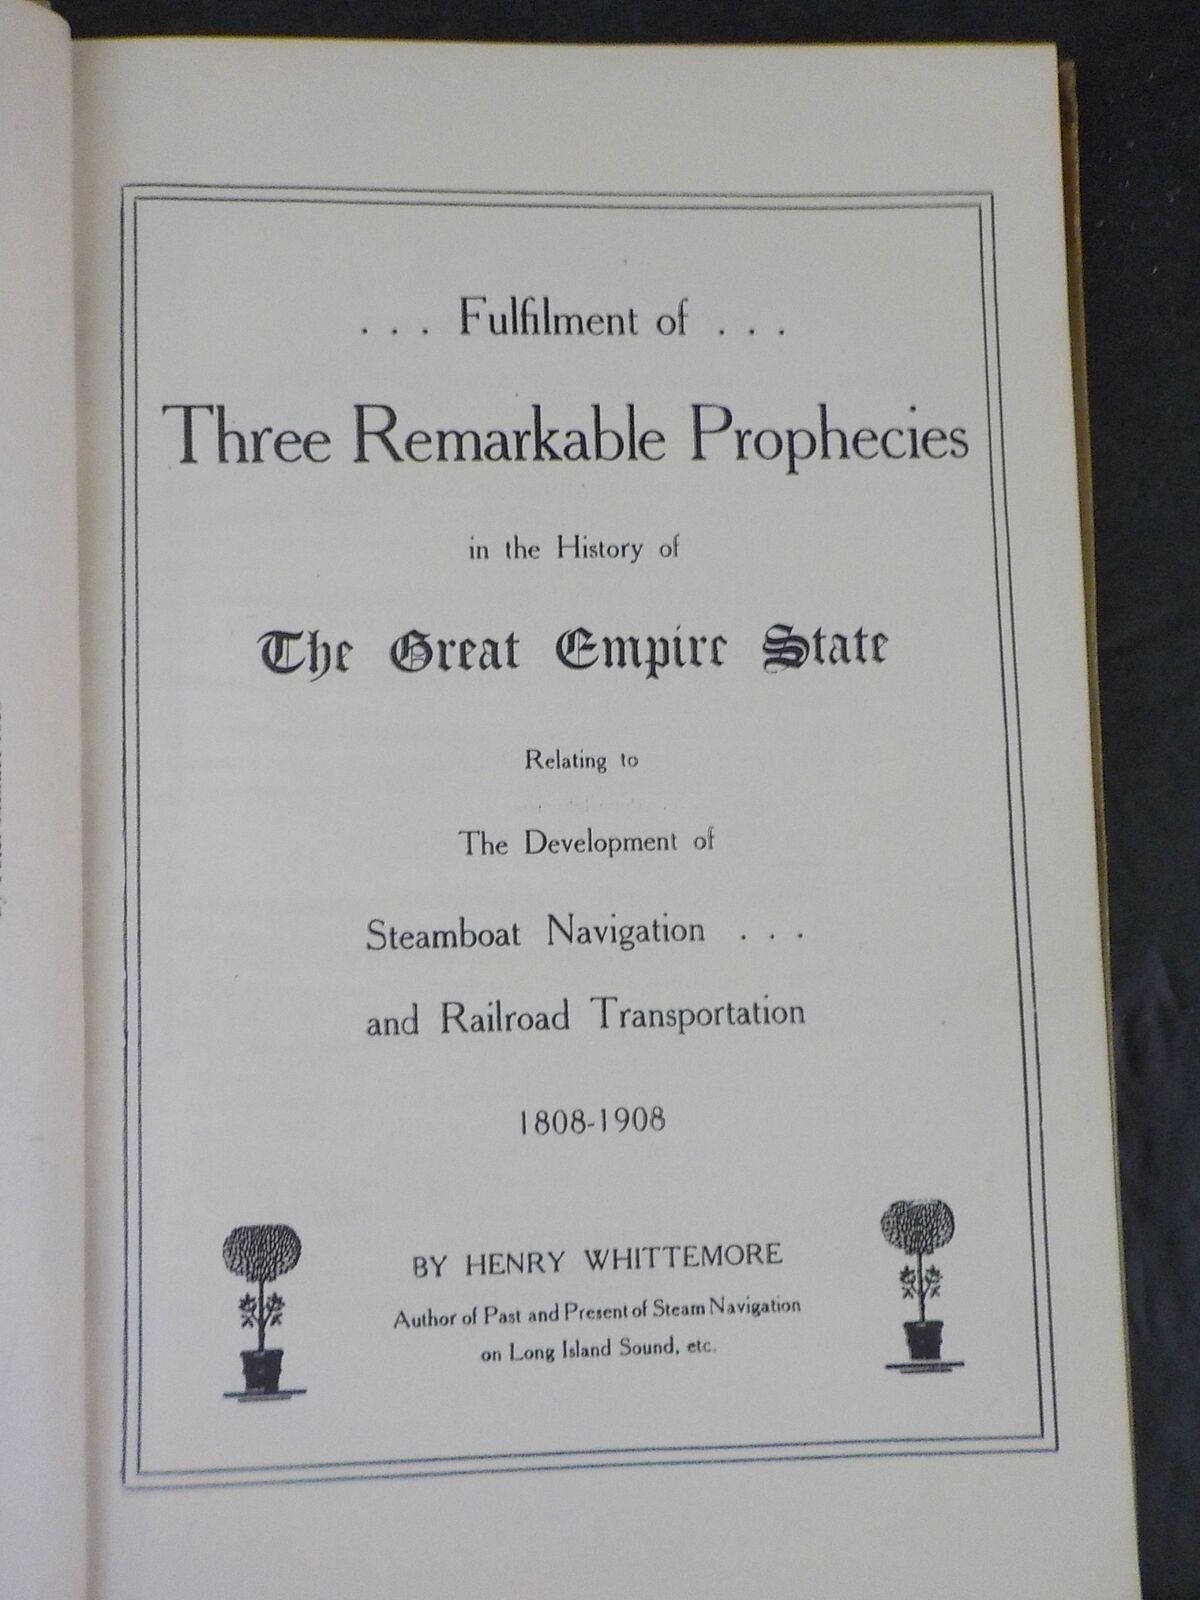 . . . Fulfilment of . . .
Three Remarkable Prophecies
in the History of
The Great Empire State
Relating to
The Development of
Steamboat Navigation . . .
and Railroad Transportation
1808-1908
BY HENRY WHITTEMORE
Author of Past and Present of Steam Navigation
on Long Island Sound, etc.